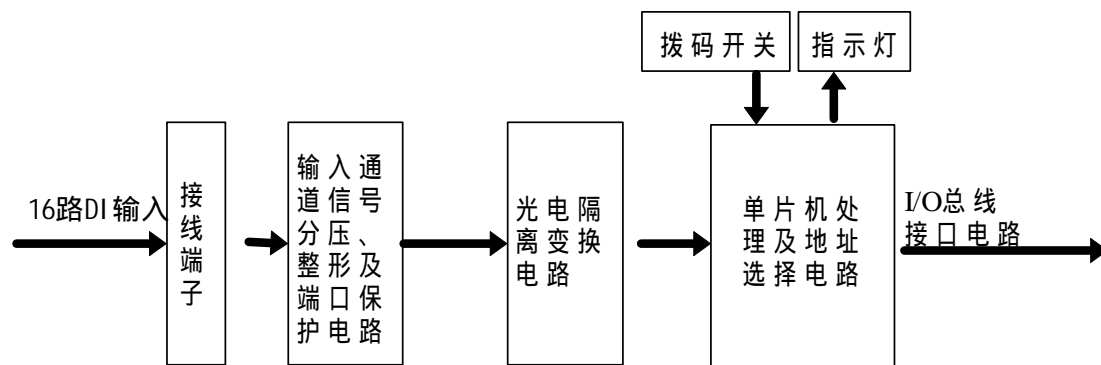 拨码开关
指示灯
16路DI输入
接线端子
输入通
道信号
分压、
整形及
端口保
护电路
光电隔
离变换
电路
单片机处
理及地址
选择电路
I/O总线
接口电路